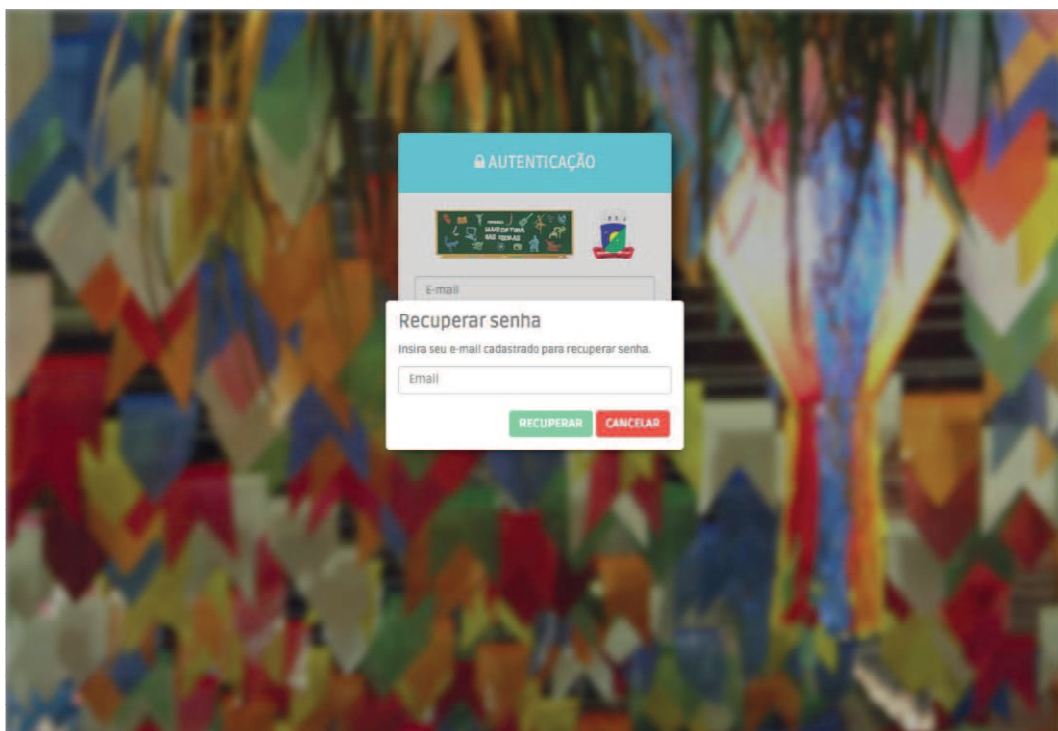 AUTENTICAÇÃO
E-mail
Recuperar senha
Insira seu e-mail cadastrado para recuperar senha.
Email
RECUPERAR
CANCELAR